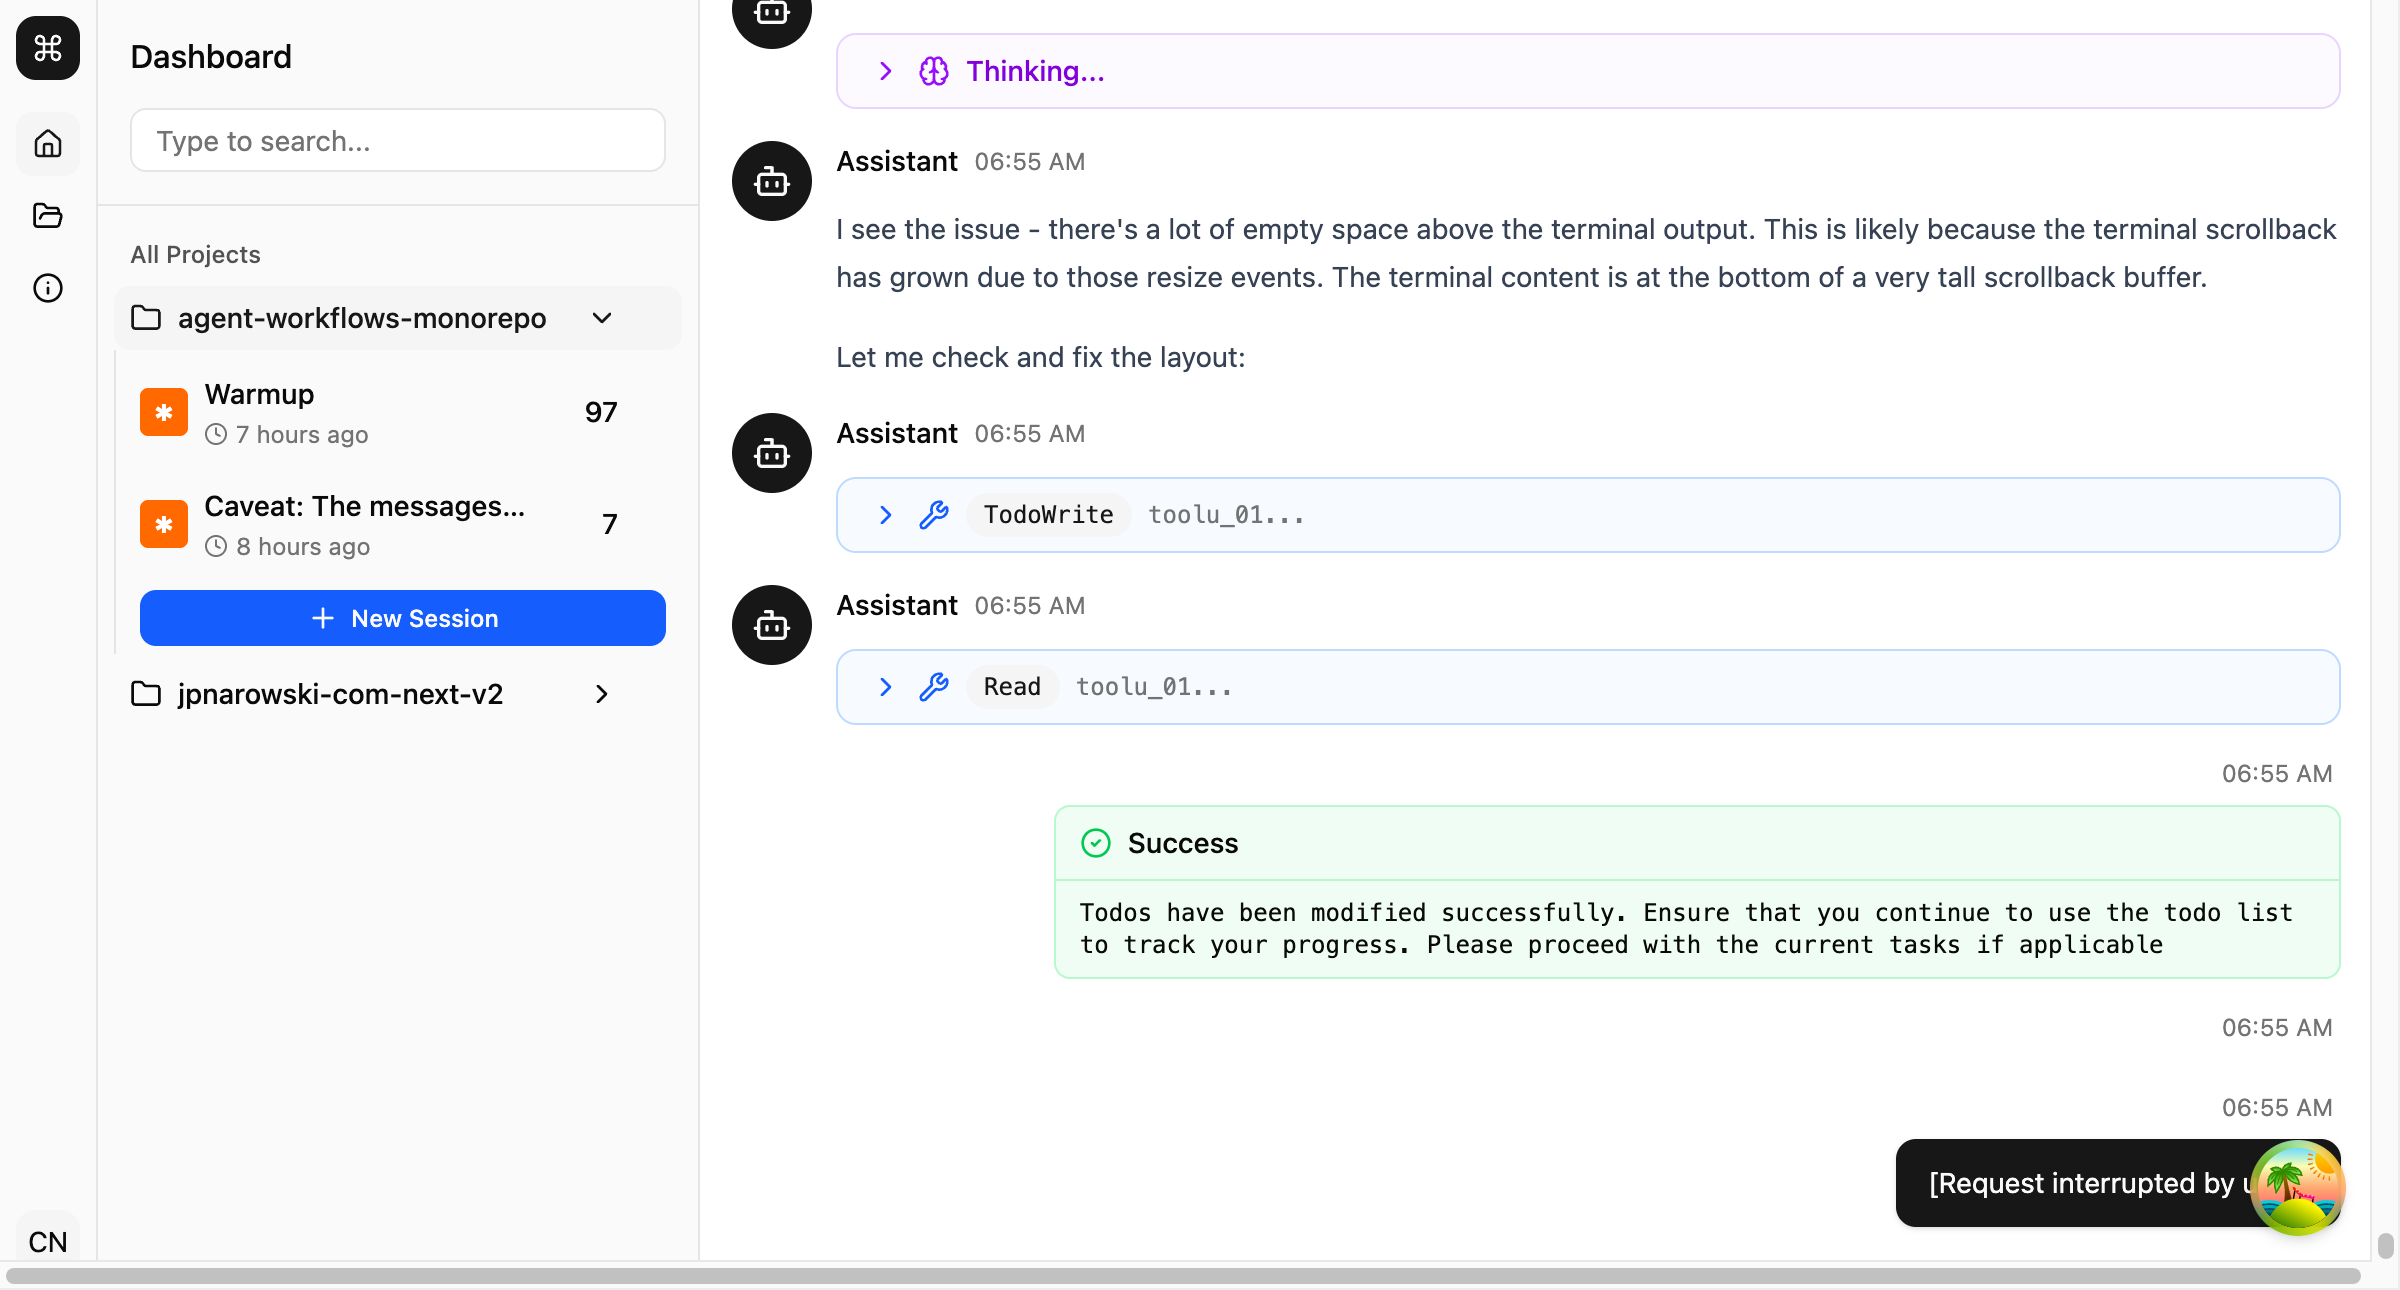 Dashboard
Type to search...
All Projects
agent-workflows-monorepo
Warmup
97
7 hours ago
Caveat: The messages...
7
8 hours ago
New Session
jpnarowski-com-next-v2
CN
Thinking...
Assistant 06:55 AM
I see the issue - there's a lot of empty space above the terminal output. This is likely because the terminal scrollback
has grown due to those resize events. The terminal content is at the bottom of a very tall scrollback buffer.
Let me check and fix the layout:
Assistant 06:55 AM
TodoWrite toolu_01...
Assistant 06:55 AM
Read toolu_01...
06:55 AM
Success
Todos have been modified successfully. Ensure that you continue to use the todo list
to track your progress. Please proceed with the current tasks if applicable
06:55 AM
06:55 AM
[Request interrupted by